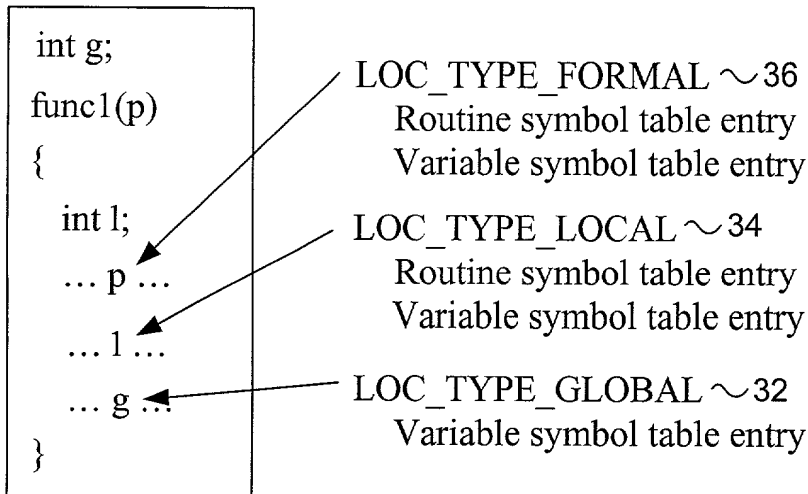 int g;
func1(p)
{
int l;
... p ...
... l ...
... g ...
}
LOC_TYPE_FORMAL ~36
Routine symbol table entry
Variable symbol table entry
LOC_TYPE_LOCAL ~34
Routine symbol table entry
Variable symbol table entry
LOC_TYPE_GLOBAL ~32
Variable symbol table entry